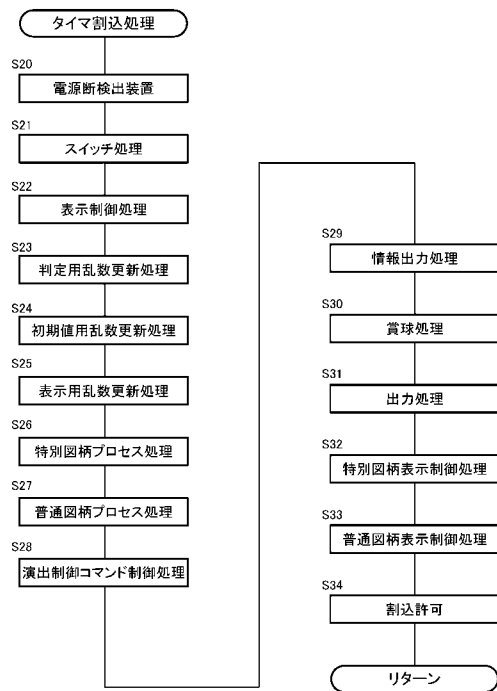 タイマ割込処理
S20
電源断検出装置
S21
スイッチ処理
S22
表示制御処理
S23
判定用乱数更新処理
S24
初期値用乱数更新処理
S25
表示用乱数更新処理
S26
特別図柄プロセス処理
S27
普通図柄プロセス処理
S28
演出制御コマンド制御処理
S29
情報出力処理
S30
賞球処理
S31
出力処理
S32
特別図柄表示制御処理
S33
普通図柄表示制御処理
S34
割込許可
リターン